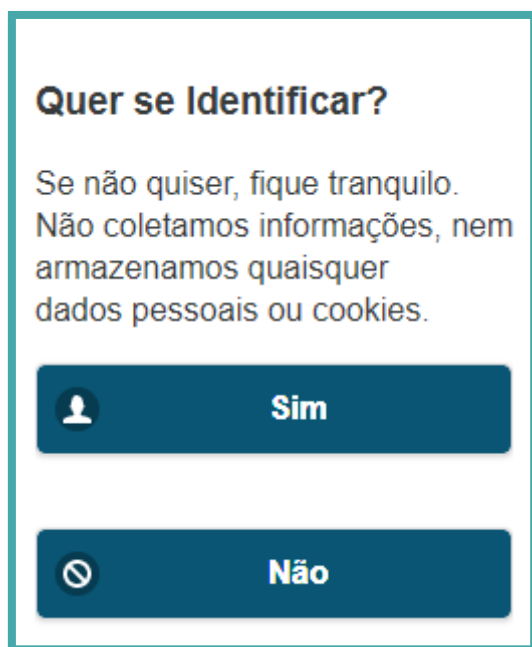 Quer se Identificar?
Se não quiser, fique tranquilo.
Não coletamos informações, nem
armazenamos quaisquer
dados pessoais ou cookies.
Sim
Não